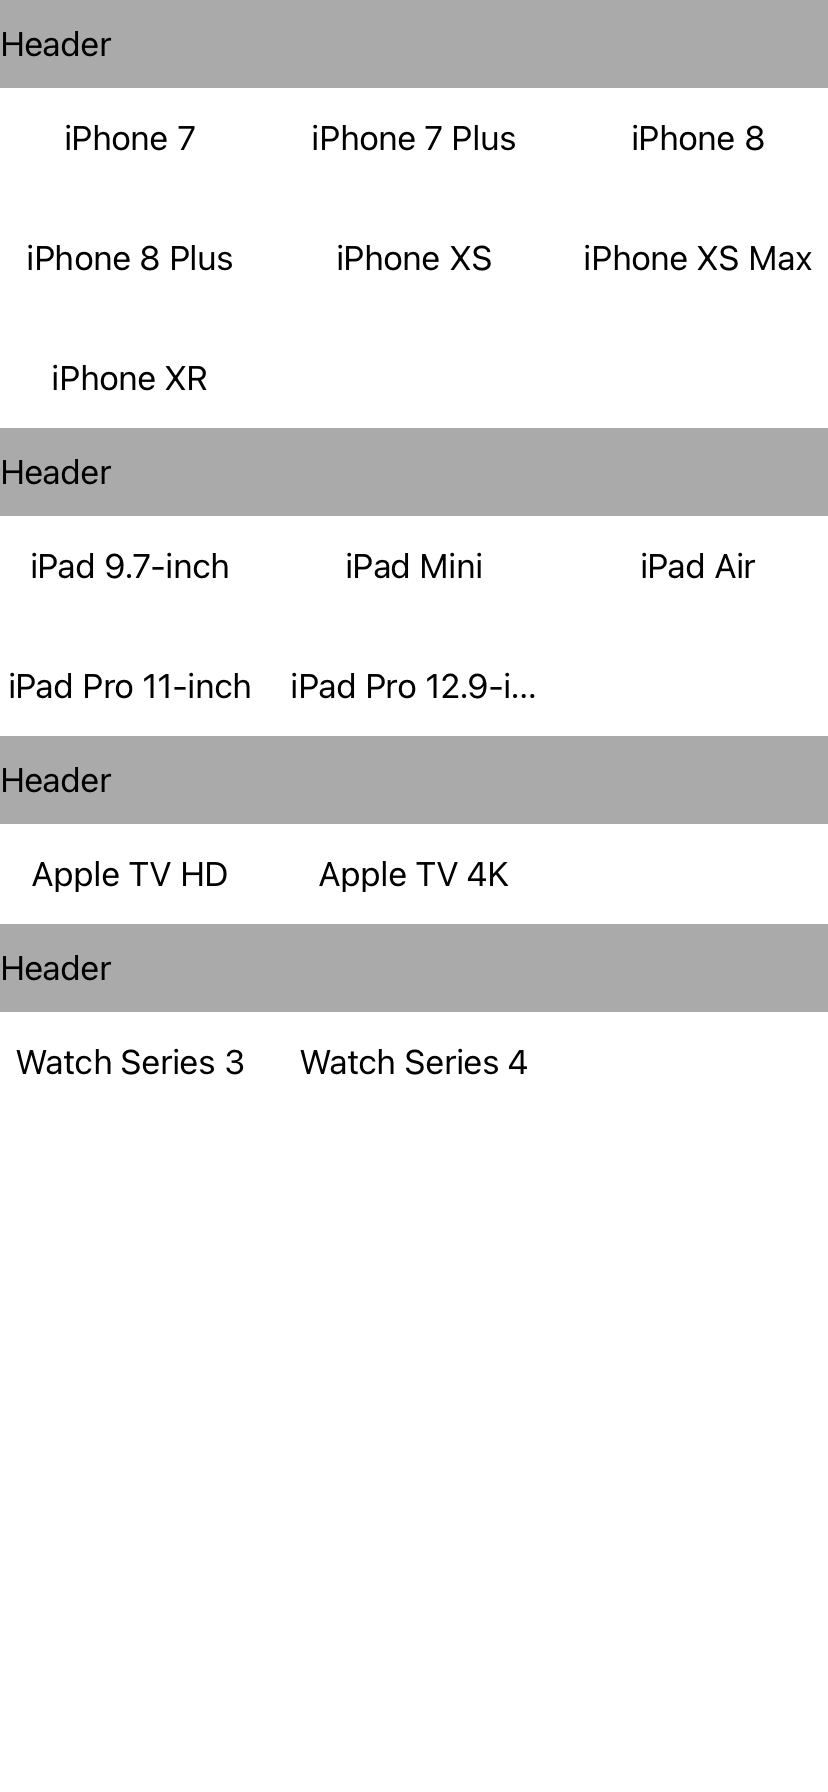 Header
iPhone 7 iPhone 7 Plus iPhone 8
iPhone 8 Plus iPhone XS iPhone XS Max
iPhone XR
Header
iPad 9.7-inch iPad Mini iPad Air
iPad Pro 11-inch iPad Pro 12.9-i...
Header
Apple TV HD Apple TV 4K
Header
Watch Series 3 Watch Series 4